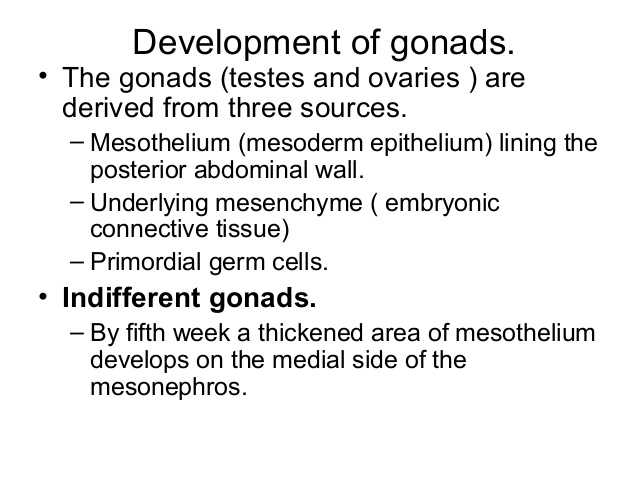 Development of gonads.
• The gonads (testes and ovaries ) are
derived from three sources.
– Mesothelium (mesoderm epithelium) lining the
posterior abdominal wall.
– Underlying mesenchyme ( embryonic
connective tissue)
– Primordial germ cells.
• Indifferent gonads.
– By fifth week a thickened area of mesothelium
develops on the medial side of the
mesonephros.